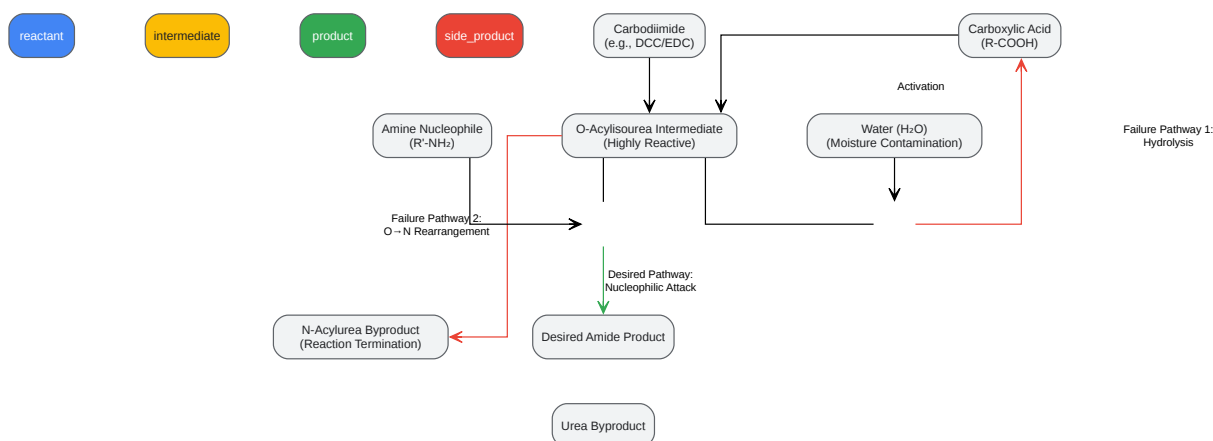 reactant
intermediate
product
side_product
Carbodiimide
(e.g., DCC/EDC)
Carboxylic Acid
(R-COOH)
Activation
Amine Nucleophile
(R'-NH₂)
O-Acylisourea Intermediate
(Highly Reactive)
Water (H₂O)
(Moisture Contamination)
Failure Pathway 1:
Hydrolysis
Failure Pathway 2:
O→N Rearrangement
Desired Pathway:
Nucleophilic Attack
N-Acylurea Byproduct
(Reaction Termination)
Desired Amide Product
Urea Byproduct